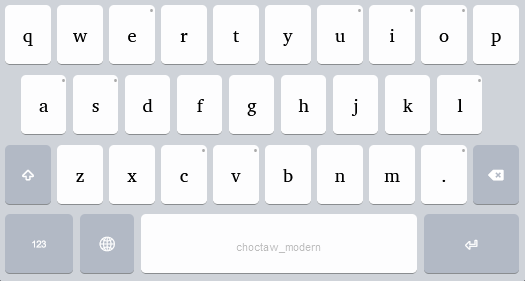 q w e r t y u i o p
a s d f g h j k l
z x c v b n m .
123 choctaw_modern